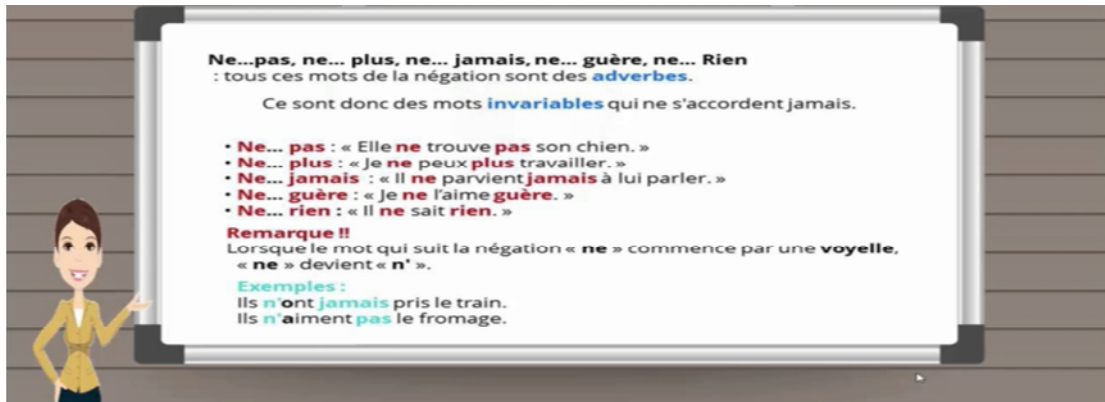 Ne...pas, ne... plus, ne... jamais, ne... guère, ne... Rien
: tous ces mots de la négation sont des adverbes.
Ce sont donc des mots invariables qui ne s'accordent jamais.
• Ne... pas : « Elle ne trouve pas son chien. »
• Ne... plus : « Je ne peux plus travailler. »
• Ne... jamais : « Il ne parvient jamais à lui parler. »
• Ne... guère : « Je ne l'aime guère. »
• Ne... rien : « Il ne sait rien. »
Remarque !!
Lorsque le mot qui suit la négation « ne » commence par une voyelle,
« ne » devient « n' ».
Exemples :
Ils n'ont jamais pris le train.
Ils n'aiment pas le fromage.